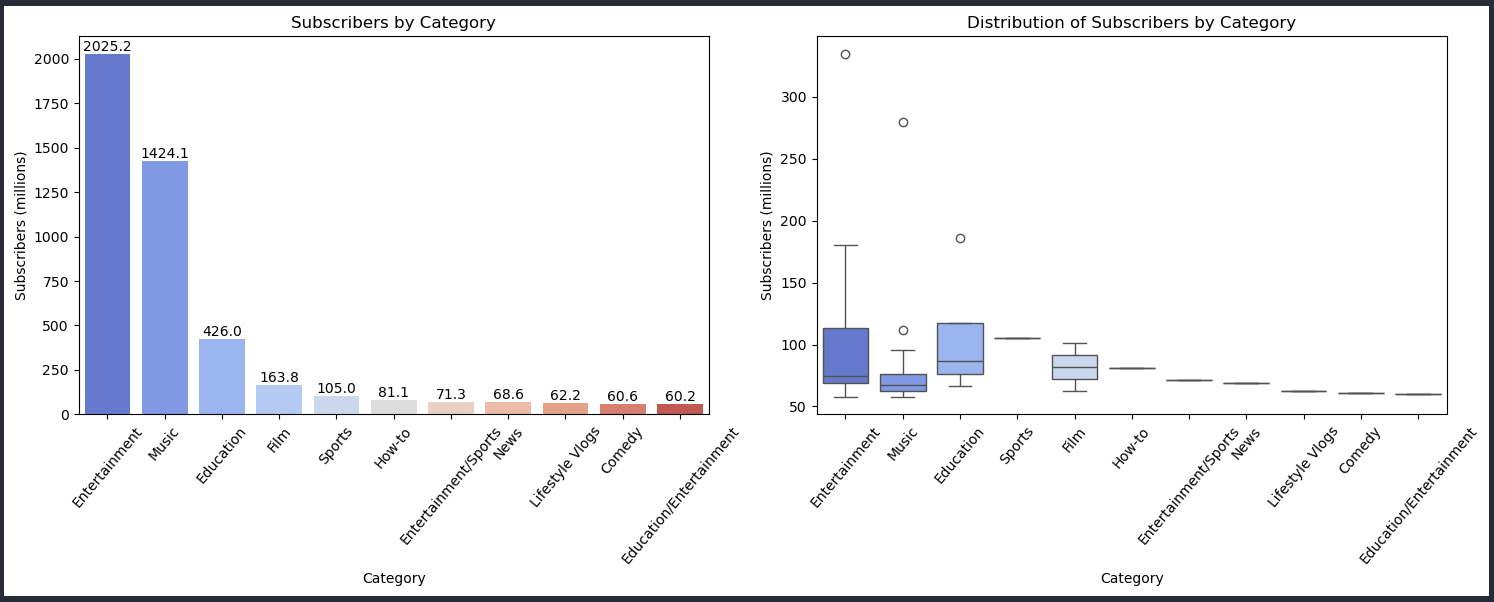 Subscribers by Category
Subscribers (millions)
2000
1750
1500
1250
1000
750
500
250
0
2025.2
1424.1
426.0
163.8
105.0
81.1
71.3
68.6
62.2
60.6
60.2
Entertainment
Music
Education
Film
Sports
How-to
Entertainment/Sports
News
Lifestyle Vlogs
Comedy
Education/Entertainment
Category
Distribution of Subscribers by Category
Subscribers (millions)
300
250
200
150
100
50
Entertainment
Music
Education
Sports
Film
How-to
Entertainment/Sports
News
Lifestyle Vlogs
Comedy
Education/Entertainment
Category